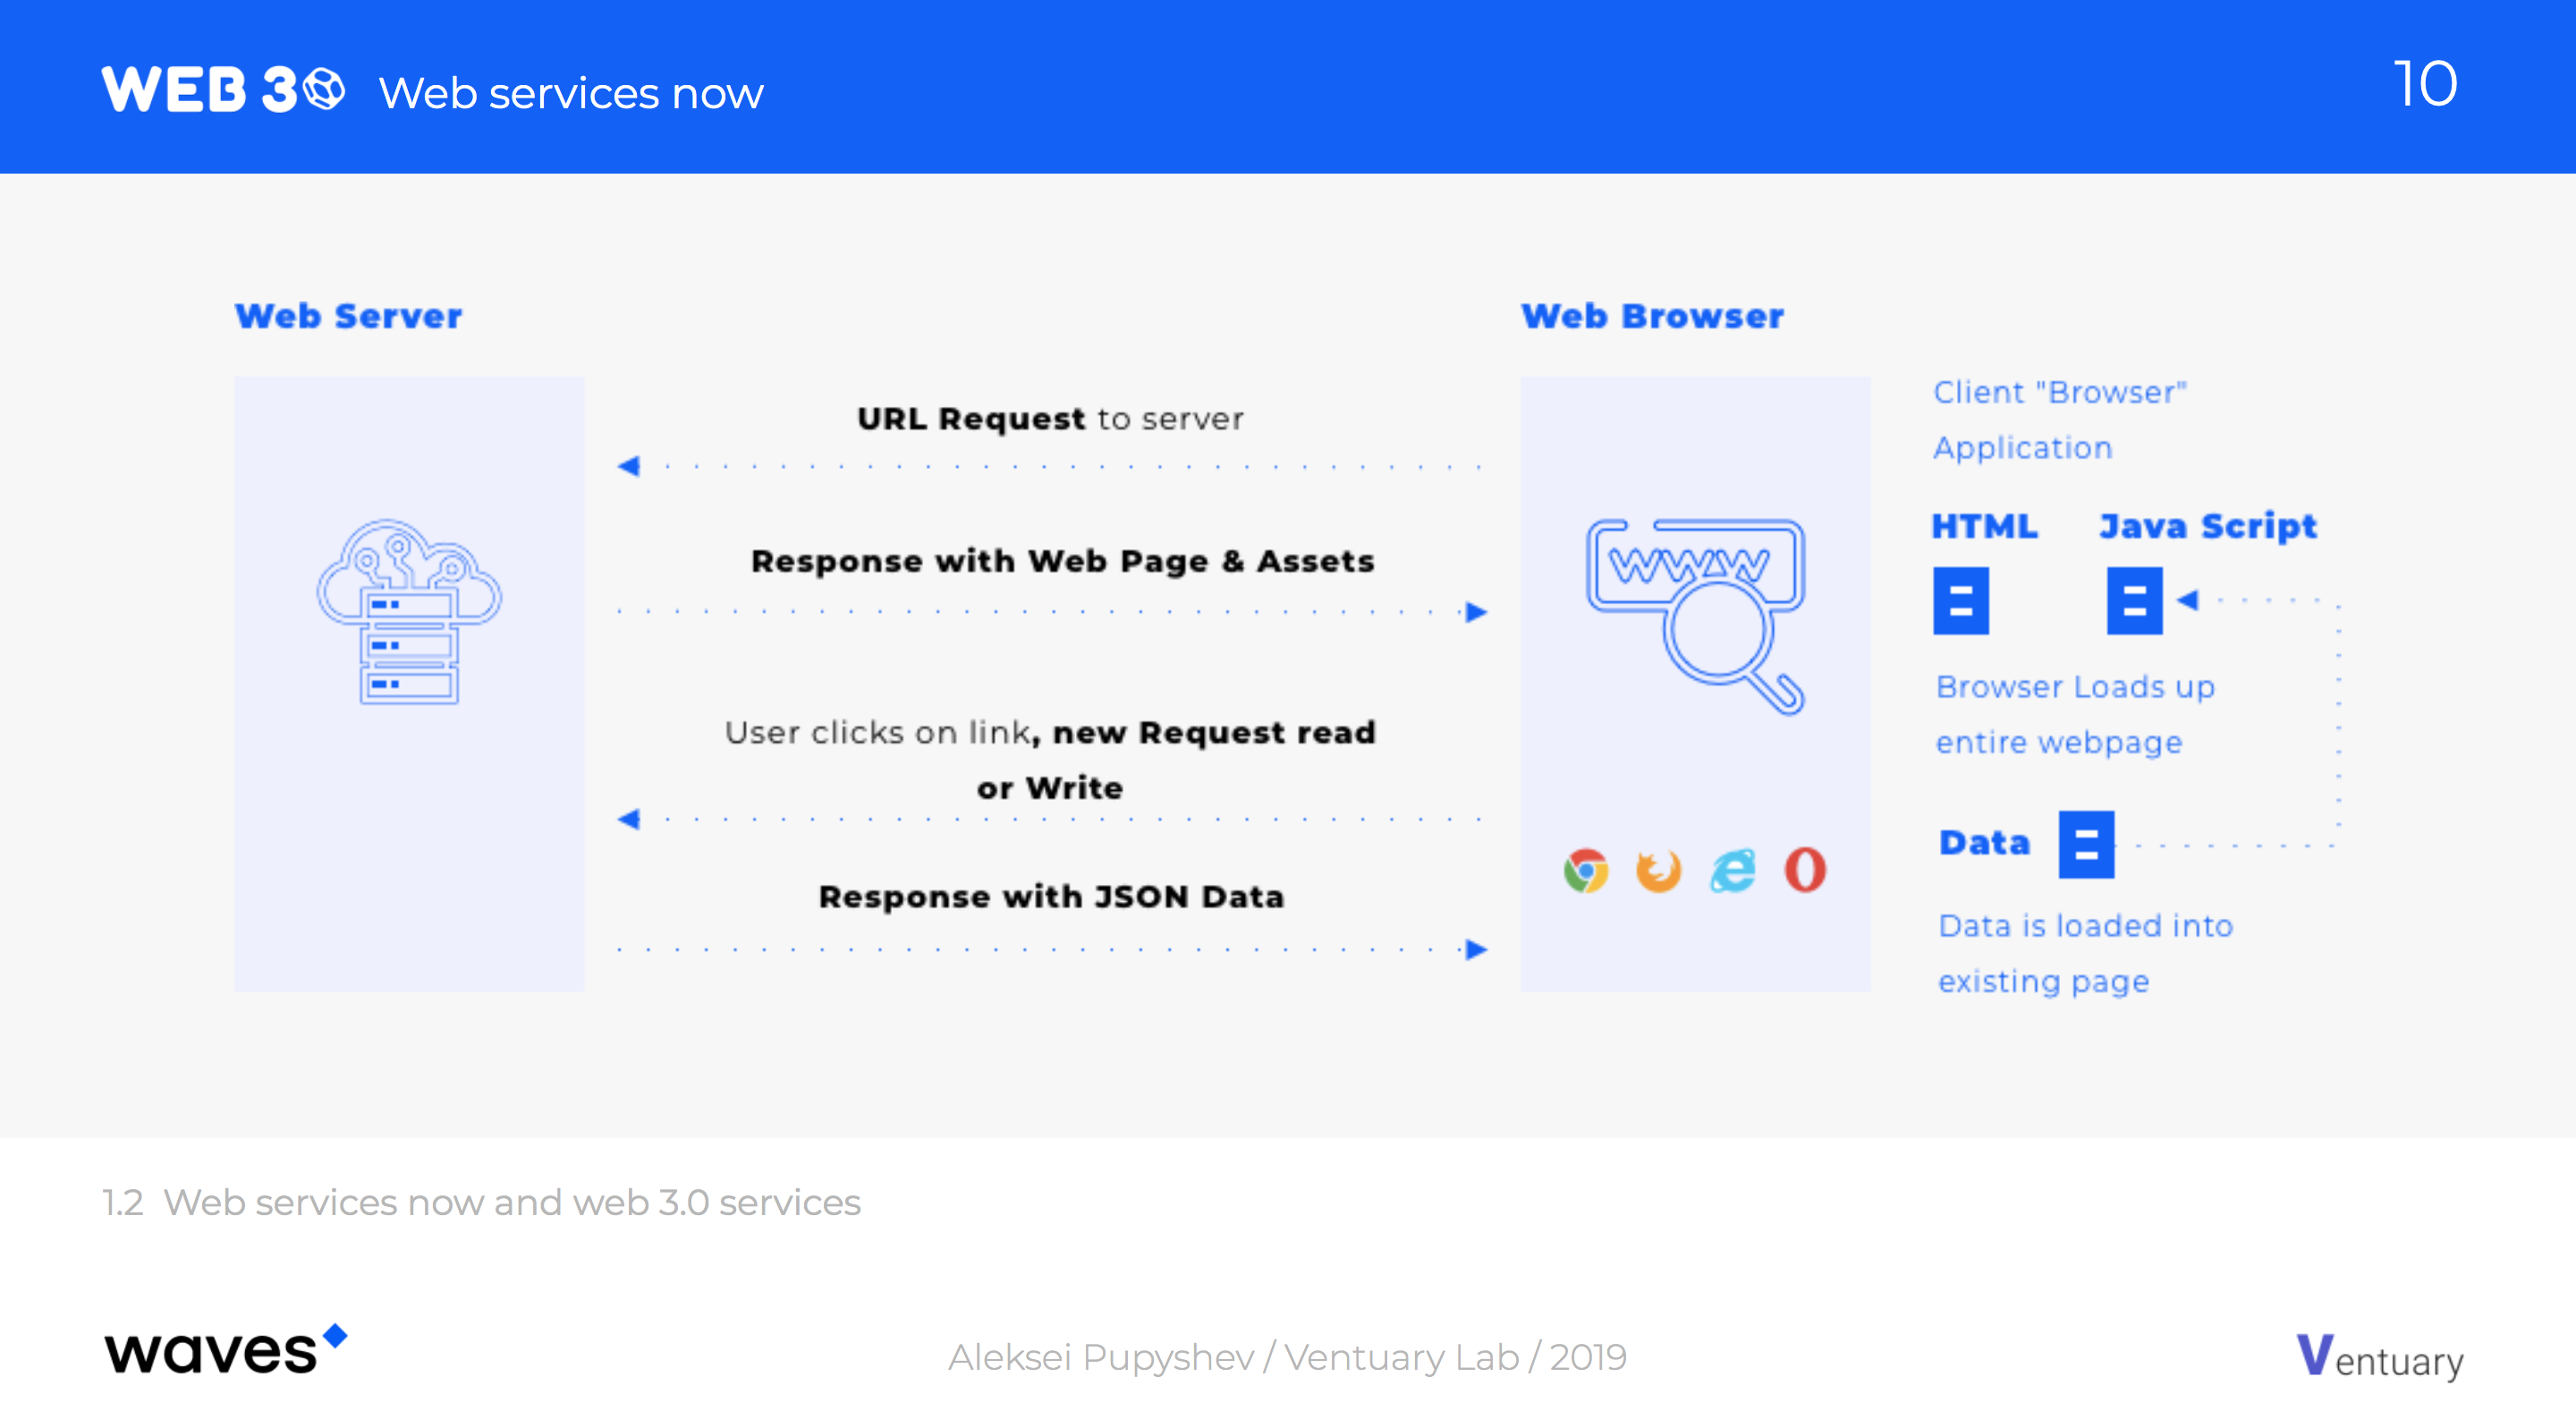 WEB 30 Web services now
10
Web Server
Web Browser
URL Request to server
Response with Web Page & Assets
User clicks on link, new Request read
or Write
Response with JSON Data
WWW
Client "Browser"
Application
HTML Java Script
Browser Loads up
entire webpage
Data
Data is loaded into
existing page
1.2 Web services now and web 3.0 services
waves
Aleksei Pupyshev / Ventuary Lab / 2019
Ventuary